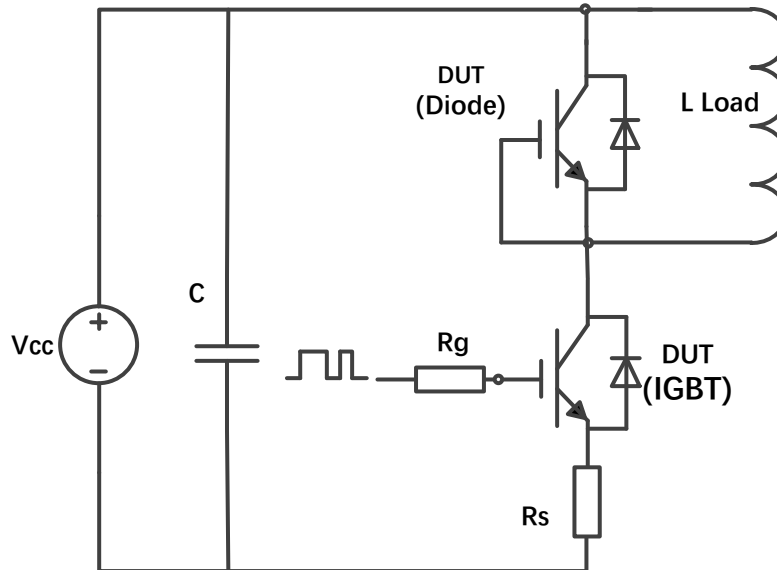 DUT
(Diode)
L Load
C
Vcc
Rg
DUT
(IGBT)
Rs